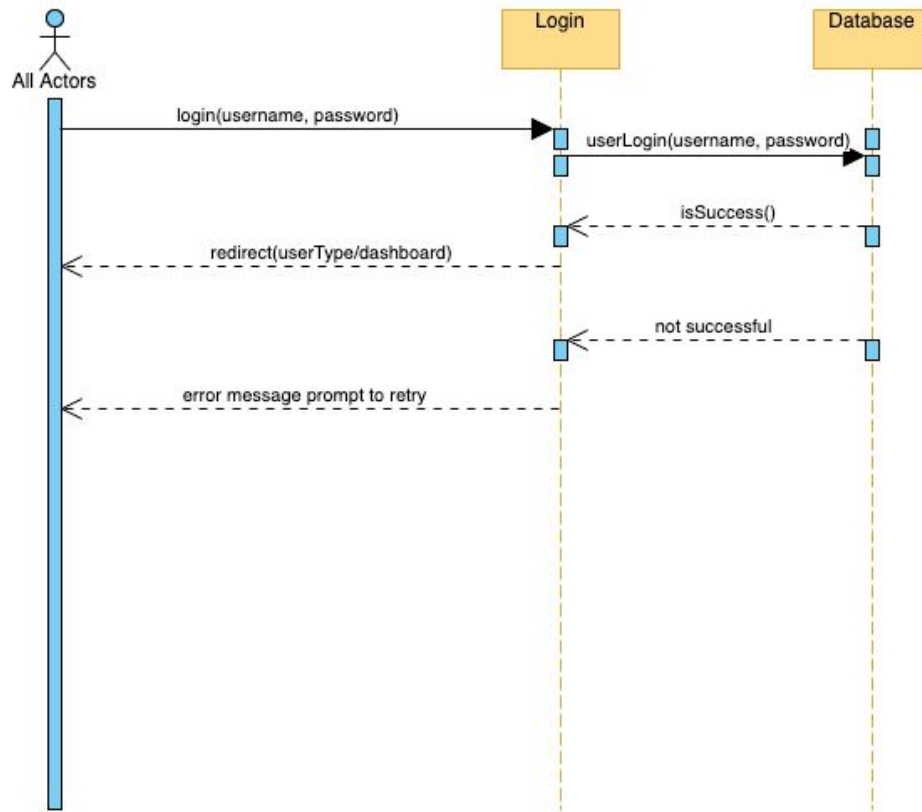 Login
Database
All Actors
login(username, password)
userLogin(username, password)
isSuccess()
redirect(userType/dashboard)
not successful
error message prompt to retry